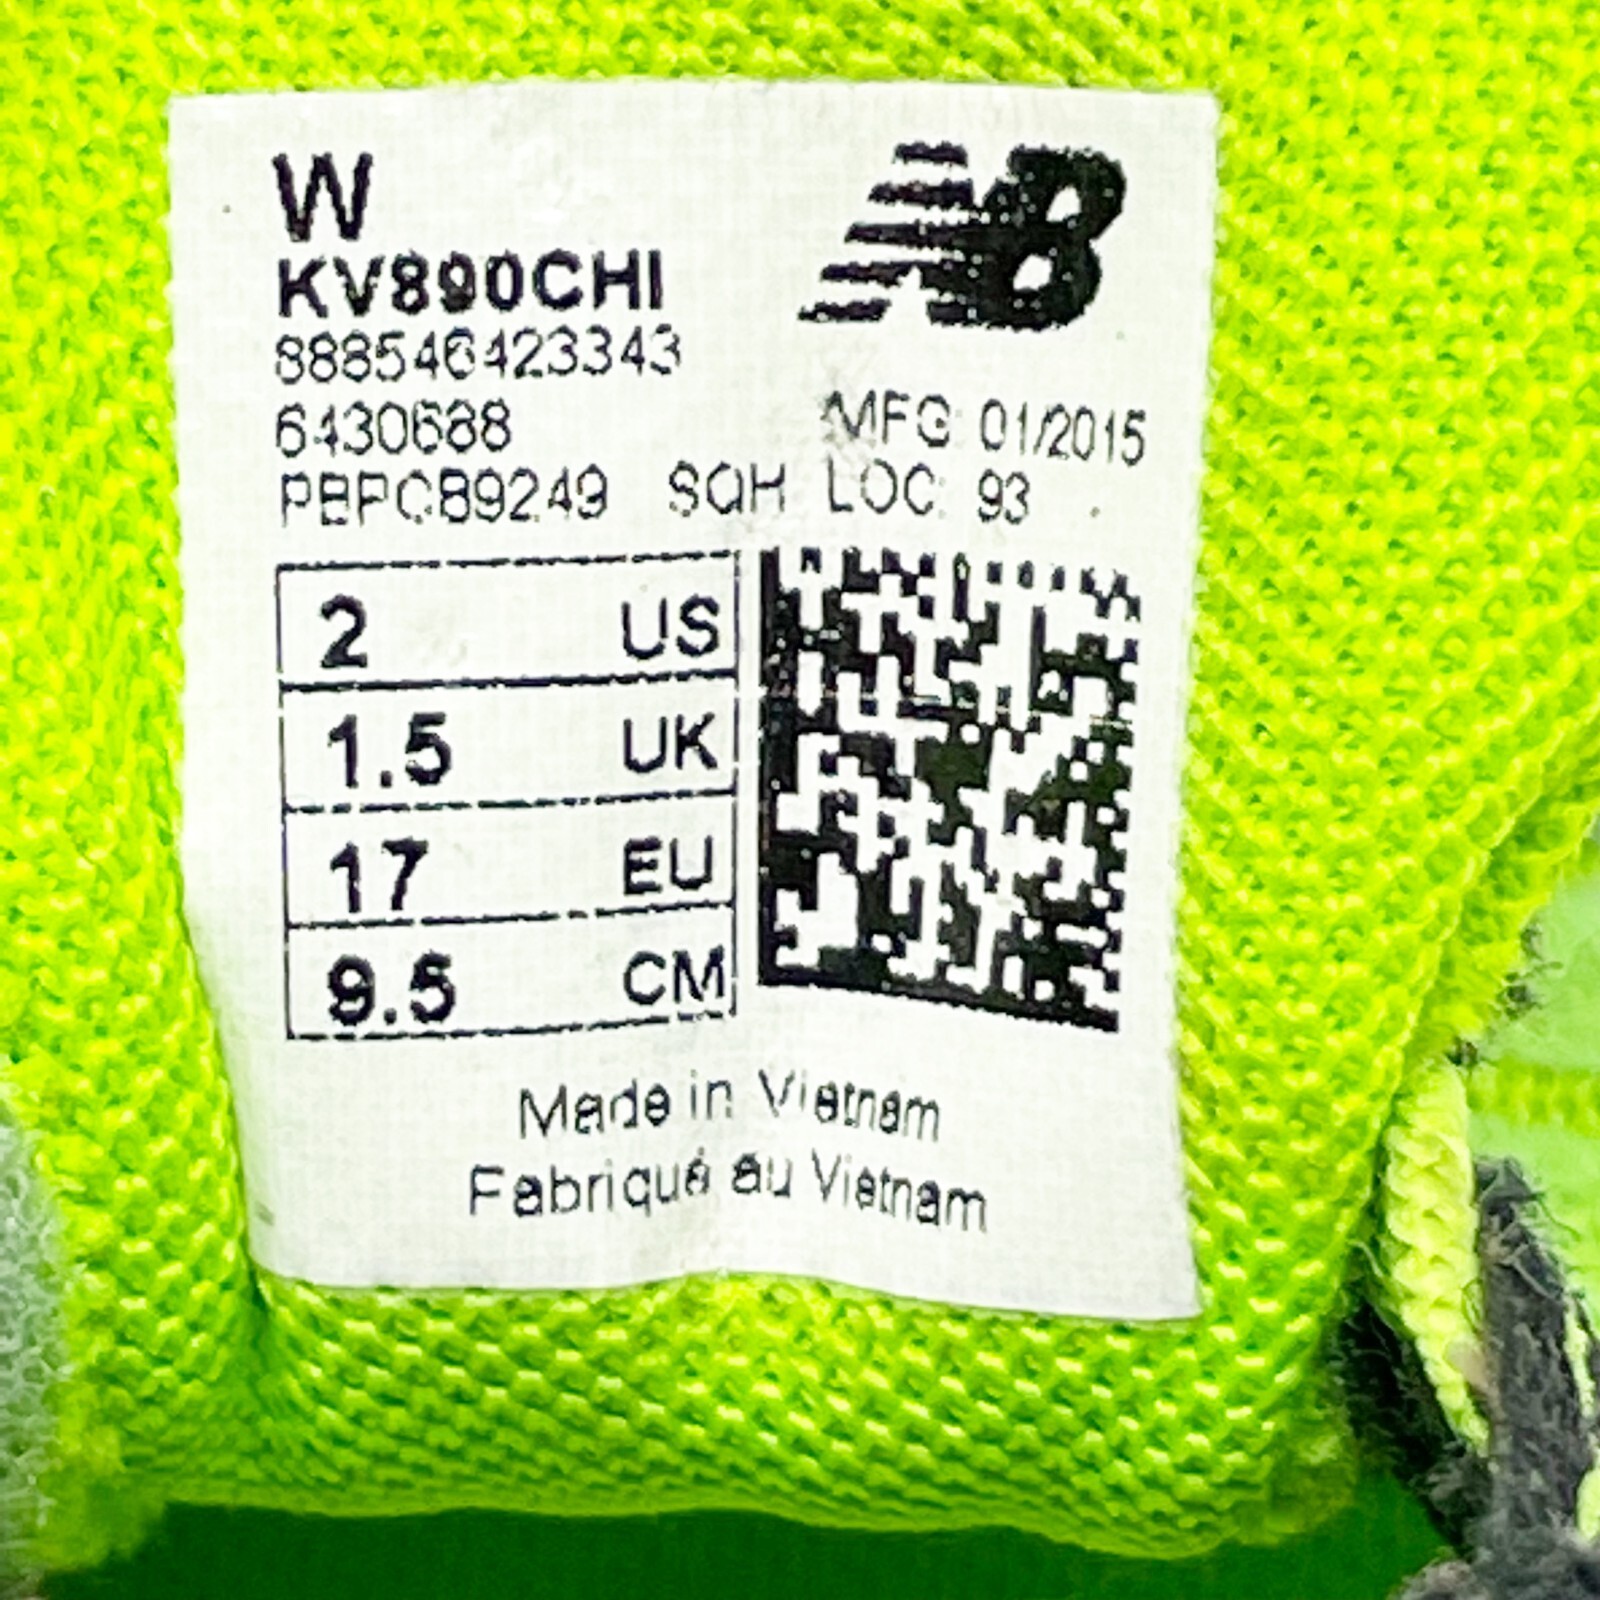 W
NB
KV890CHI
888546423343
6430688
MFG: 01/2015
PBPCB9249 SQH LOC: 93
2 US
1.5 UK
17 EU
9.5 CM
Made in Vietnam
Fabriqué au Vietnam